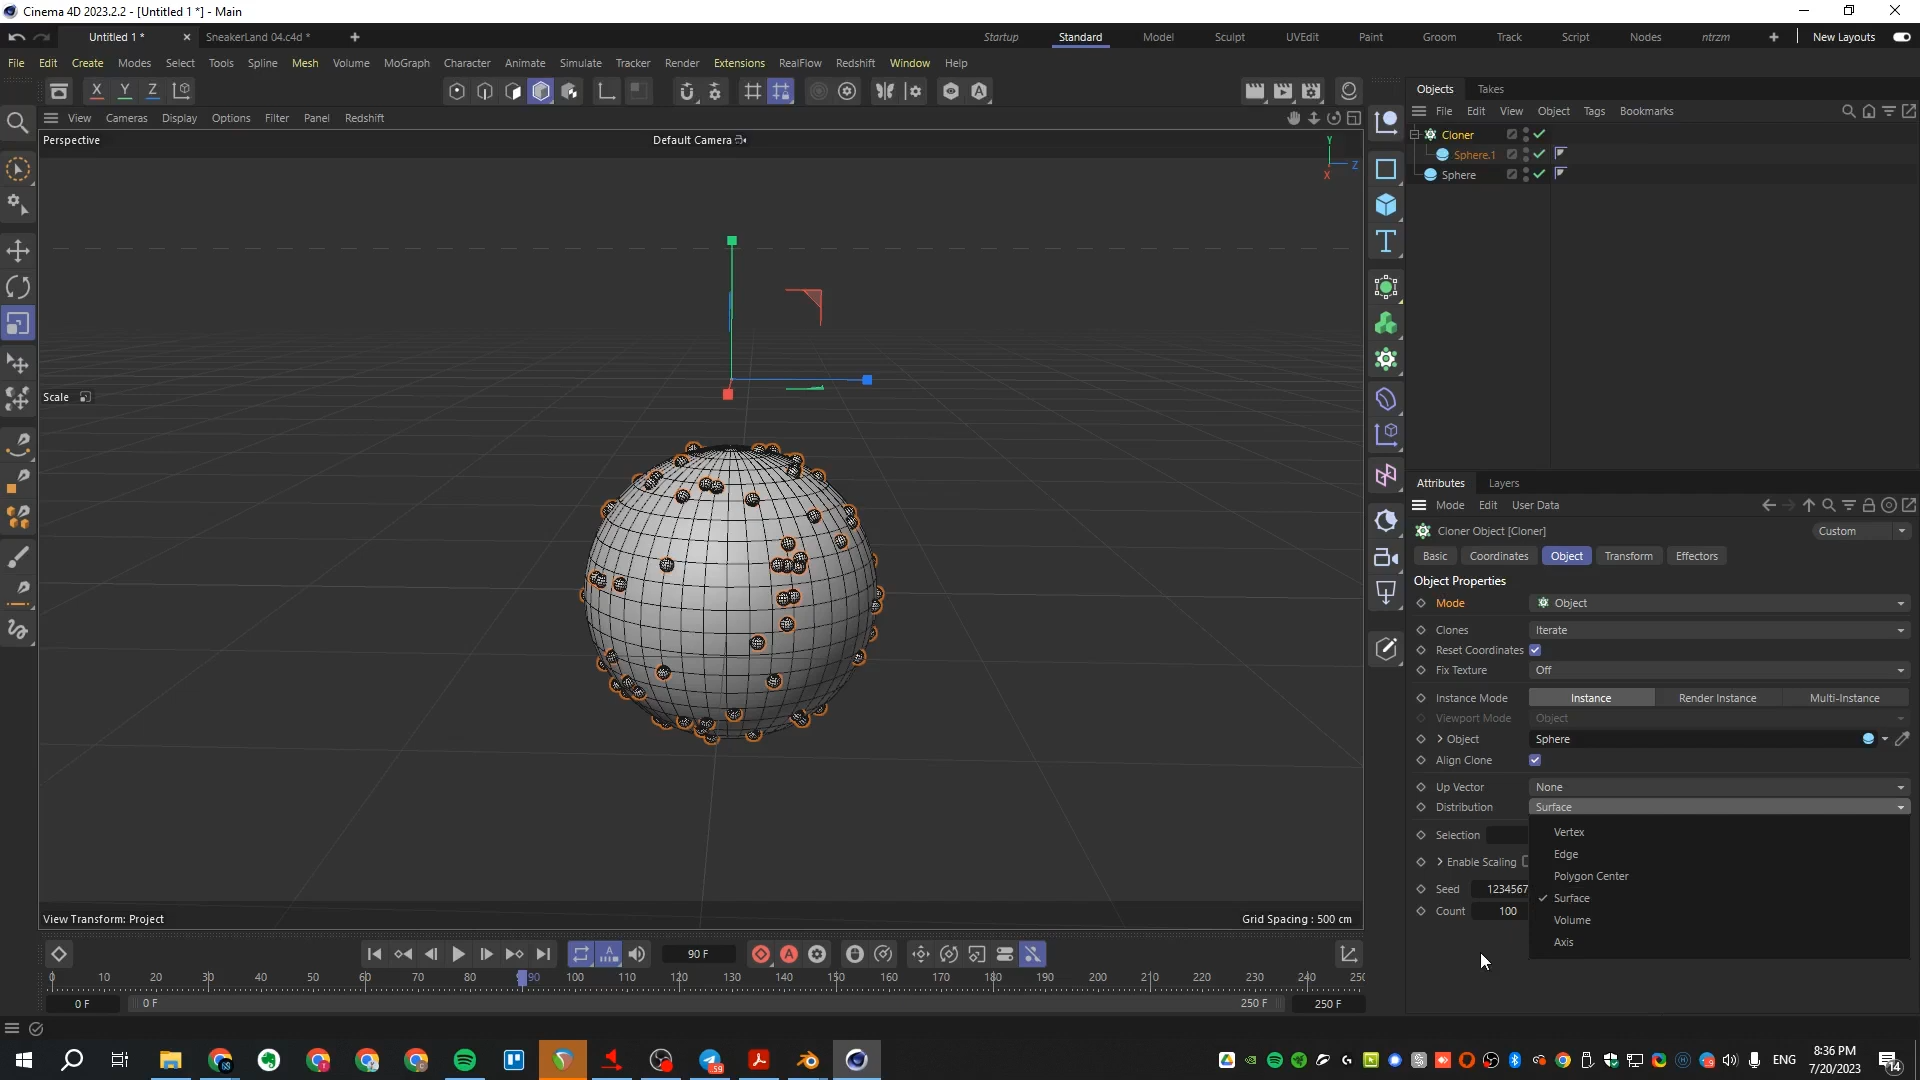 Cinema 4D 2023.2.2 - [Untitled 1 *] - Main
Untitled 1 *
SneakerLand 04.c4d *
Startup Standard Model Sculpt UVEdit Paint Groom Track Script Nodes ntrzm New Layouts
File Edit Create Modes Select Tools Spline Mesh Volume MoGraph Character Animate Simulate Tracker Render Extensions RealFlow Redshift Window Help
X Y Z
Objects Takes
File Edit View Object Tags Bookmarks
View Cameras Display Options Filter Panel Redshift
Perspective
Default Camera
Y
Z
X
Cloner
Sphere.1
Sphere
Scale
Attributes Layers
Mode Edit User Data
Cloner Object [Cloner]
Custom
Basic Coordinates Object Transform Effectors
Object Properties
Mode Object
Clones Iterate
Reset Coordinates
Fix Texture Off
Instance Mode Instance Render Instance Multi-Instance
Viewport Mode Object
Object Sphere
Align Clone
Up Vector None
Distribution Surface
Selection
Enable Scaling
Seed 1234567
Count 100
Vertex
Edge
Polygon Center
Surface
Volume
Axis
View Transform: Project
Grid Spacing : 500 cm
90 F
0 10 20 30 40 50 60 70 80 90 100 110 120 130 140 150 160 170 180 190 200 210 220 230 240 250
0 F
0 F
250 F
250 F
59
ENG
8:36 PM
7/20/2023
14